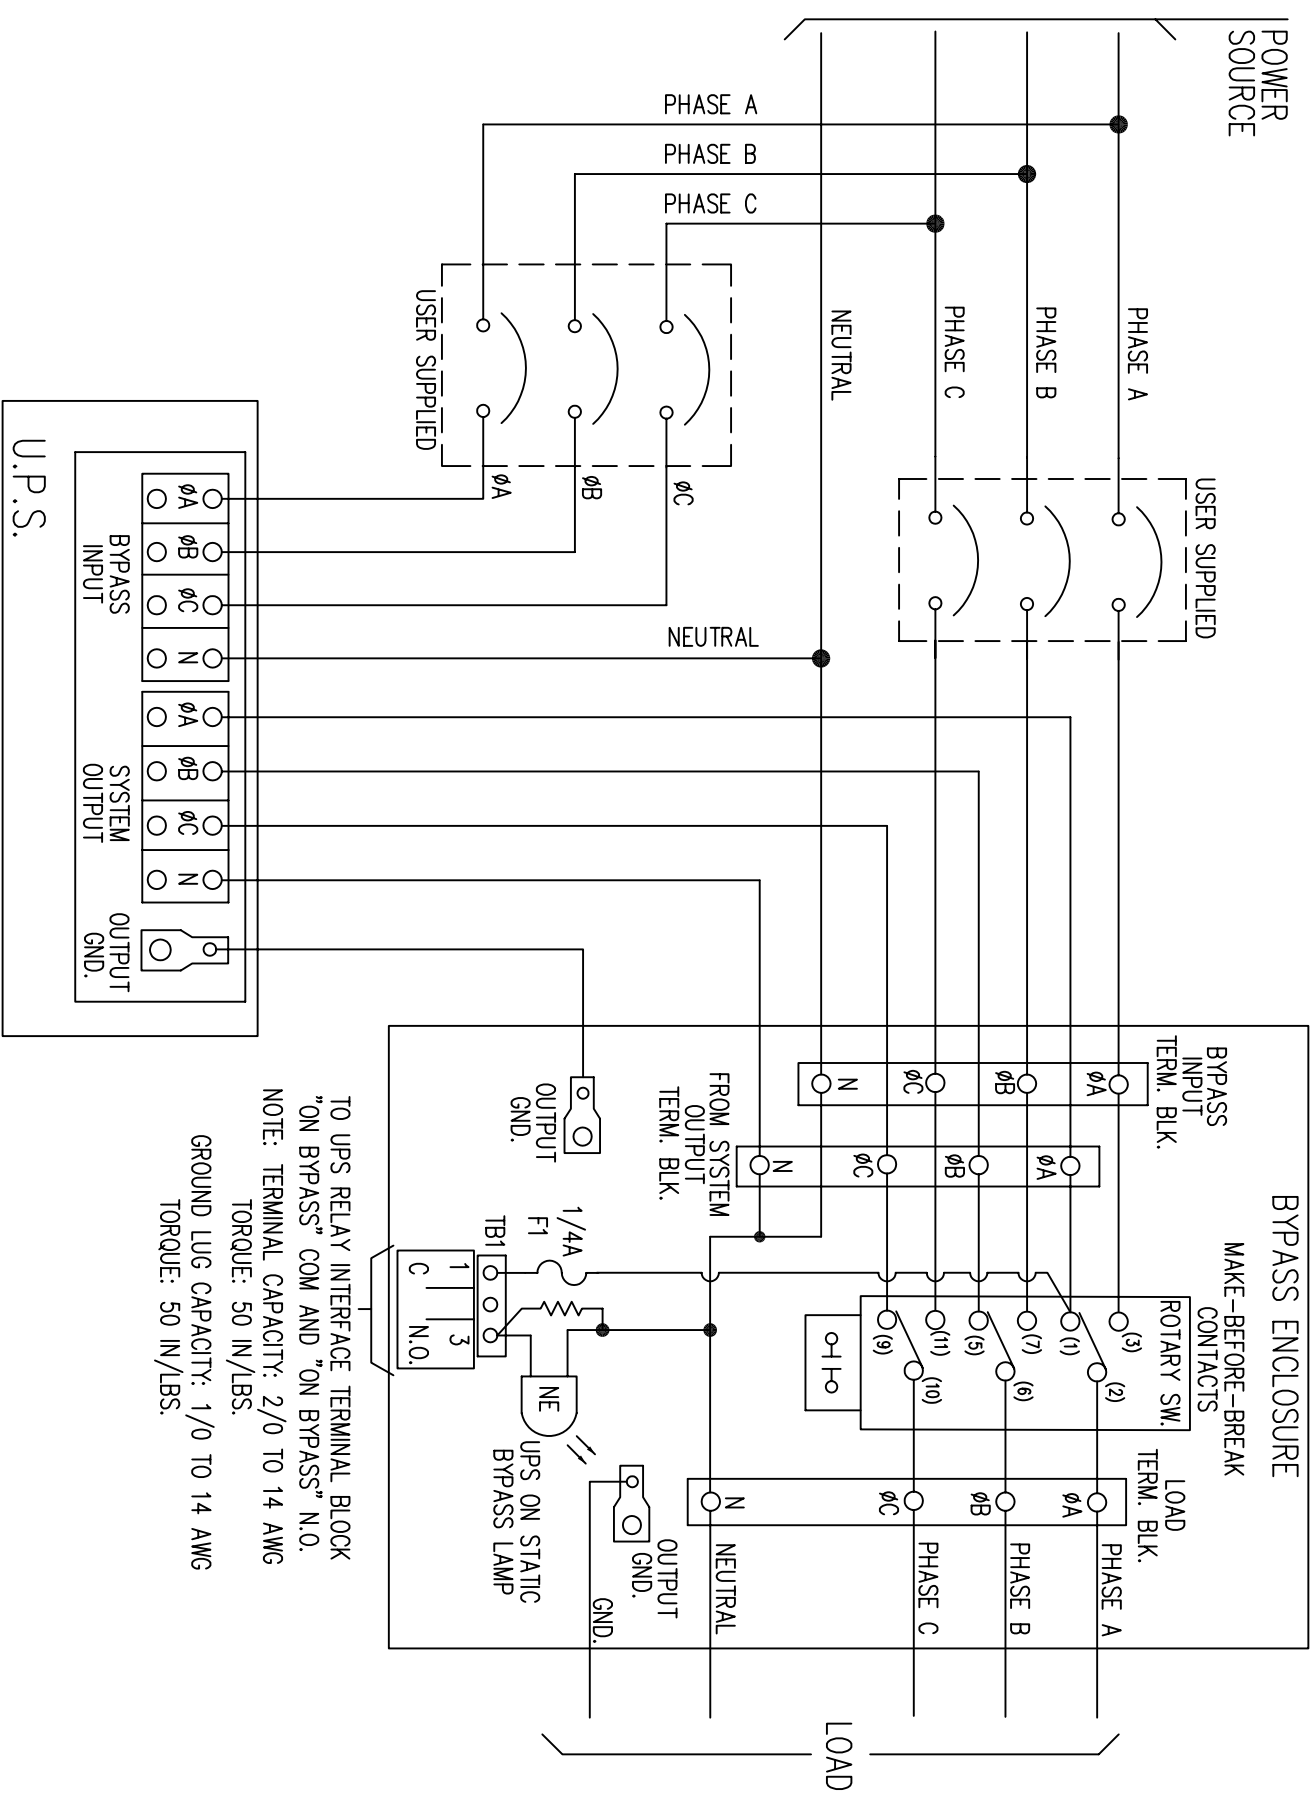 POWER
SOURCE
PHASE A
PHASE B
PHASE C
NEUTRAL
USER SUPPLIED
PHASE A
PHASE B
PHASE C
USER SUPPLIED
ØA
ØB
ØC
NEUTRAL
U.P.S.
ØA
ØB
ØC
N
BYPASS
INPUT
ØA
ØB
ØC
N
SYSTEM
OUTPUT
OUTPUT
GND.
BYPASS ENCLOSURE
BYPASS
INPUT
TERM. BLK.
ØA
ØB
ØC
N
FROM SYSTEM
OUTPUT
TERM. BLK.
ØA
ØB
ØC
N
MAKE-BEFORE-BREAK
CONTACTS
ROTARY SW.
(3)
(2)
(1)
(7)
(6)
(5)
(11)
(10)
(9)
LOAD
TERM. BLK.
ØA
ØB
ØC
N
PHASE A
PHASE B
PHASE C
NEUTRAL
GND.
LOAD
OUTPUT
GND.
OUTPUT
GND.
1/4A
F1
TB1
1
3
C
N.O.
NE
UPS ON STATIC
BYPASS LAMP
TO UPS RELAY INTERFACE TERMINAL BLOCK
"ON BYPASS" COM AND "ON BYPASS" N.O.
NOTE: TERMINAL CAPACITY: 2/0 TO 14 AWG
TORQUE: 50 IN/LBS.
GROUND LUG CAPACITY: 1/0 TO 14 AWG
TORQUE: 50 IN/LBS.